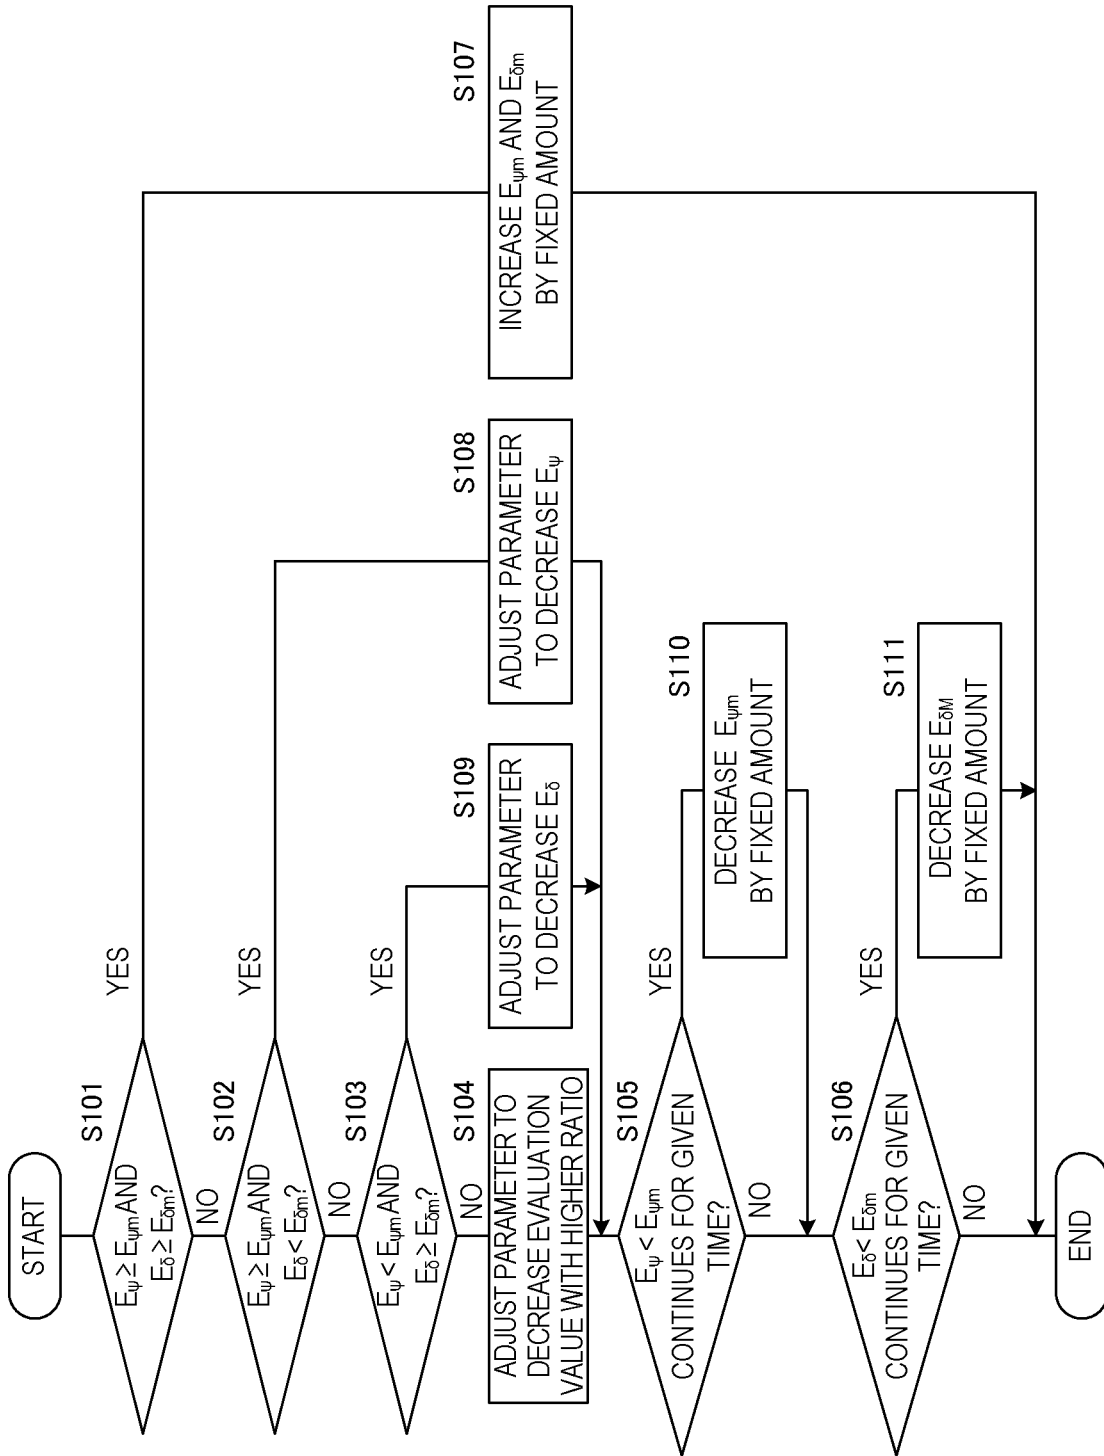 START
S101
E_ψ ≥ E_ψm AND
E_δ ≥ E_δm?
YES
NO
S102
E_ψ ≥ E_ψm AND
E_δ < E_δm?
YES
NO
S103
E_ψ < E_ψm AND
E_δ ≥ E_δm?
YES
NO
S104
ADJUST PARAMETER TO
DECREASE EVALUATION
VALUE WITH HIGHER RATIO
S109
ADJUST PARAMETER
TO DECREASE E_δ
S108
ADJUST PARAMETER
TO DECREASE E_ψ
S107
INCREASE E_ψm AND E_δm
BY FIXED AMOUNT
S105
E_ψ < E_ψm
CONTINUES FOR GIVEN
TIME?
YES
NO
S110
DECREASE E_ψm
BY FIXED AMOUNT
S106
E_δ < E_δm
CONTINUES FOR GIVEN
TIME?
YES
NO
S111
DECREASE E_δM
BY FIXED AMOUNT
END